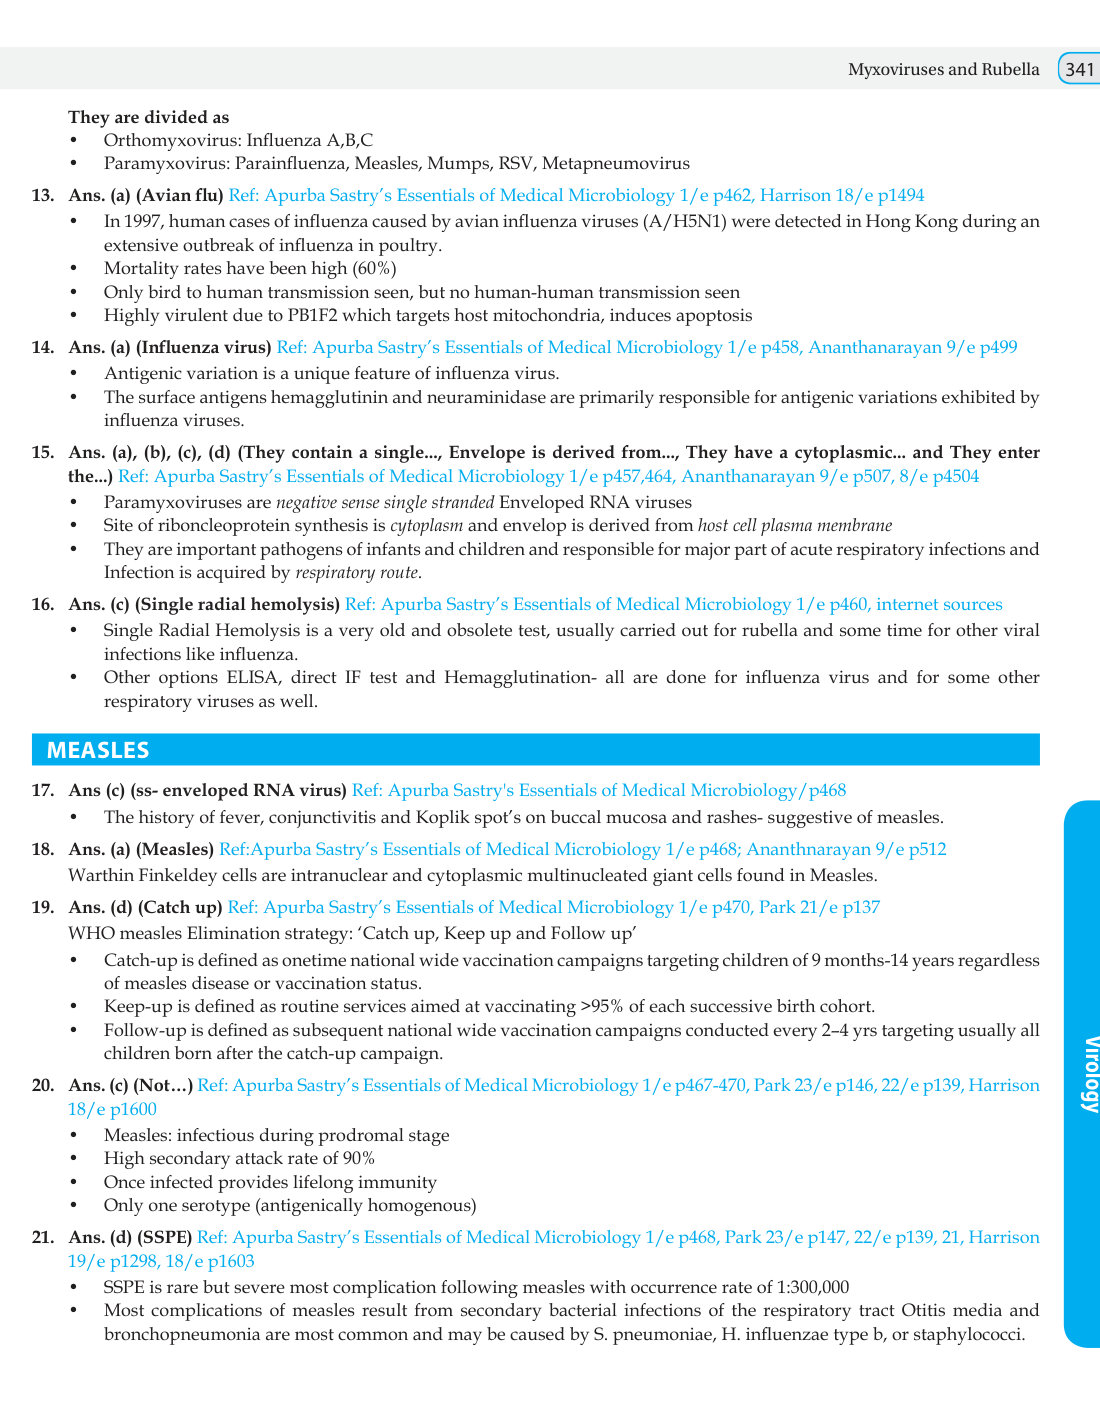 Myxoviruses and Rubella 341
They are divided as
• Orthomyxovirus: Influenza A,B,C
• Paramyxovirus: Parainfluenza, Measles, Mumps, RSV, Metapneumovirus
13. Ans. (a) (Avian flu) Ref: Apurba Sastry’s Essentials of Medical Microbiology 1/e p462, Harrison 18/e p1494
• In 1997, human cases of influenza caused by avian influenza viruses (A/H5N1) were detected in Hong Kong during an
extensive outbreak of influenza in poultry.
• Mortality rates have been high (60%)
• Only bird to human transmission seen, but no human-human transmission seen
• Highly virulent due to PB1F2 which targets host mitochondria, induces apoptosis
14. Ans. (a) (Influenza virus) Ref: Apurba Sastry’s Essentials of Medical Microbiology 1/e p458, Ananthanarayan 9/e p499
• Antigenic variation is a unique feature of influenza virus.
• The surface antigens hemagglutinin and neuraminidase are primarily responsible for antigenic variations exhibited by
influenza viruses.
15. Ans. (a), (b), (c), (d) (They contain a single..., Envelope is derived from..., They have a cytoplasmic... and They enter
the...) Ref: Apurba Sastry’s Essentials of Medical Microbiology 1/e p457,464, Ananthanarayan 9/e p507, 8/e p4504
• Paramyxoviruses are negative sense single stranded Enveloped RNA viruses
• Site of riboncleoprotein synthesis is cytoplasm and envelop is derived from host cell plasma membrane
• They are important pathogens of infants and children and responsible for major part of acute respiratory infections and
Infection is acquired by respiratory route.
16. Ans. (c) (Single radial hemolysis) Ref: Apurba Sastry’s Essentials of Medical Microbiology 1/e p460, internet sources
• Single Radial Hemolysis is a very old and obsolete test, usually carried out for rubella and some time for other viral
infections like influenza.
• Other options ELISA, direct IF test and Hemagglutination- all are done for influenza virus and for some other
respiratory viruses as well.
MEASLES
17. Ans (c) (ss- enveloped RNA virus) Ref: Apurba Sastry's Essentials of Medical Microbiology/p468
• The history of fever, conjunctivitis and Koplik spot’s on buccal mucosa and rashes- suggestive of measles.
18. Ans. (a) (Measles) Ref:Apurba Sastry’s Essentials of Medical Microbiology 1/e p468; Ananthnarayan 9/e p512
Warthin Finkeldey cells are intranuclear and cytoplasmic multinucleated giant cells found in Measles.
19. Ans. (d) (Catch up) Ref: Apurba Sastry’s Essentials of Medical Microbiology 1/e p470, Park 21/e p137
WHO measles Elimination strategy: ‘Catch up, Keep up and Follow up’
• Catch-up is defined as onetime national wide vaccination campaigns targeting children of 9 months-14 years regardless
of measles disease or vaccination status.
• Keep-up is defined as routine services aimed at vaccinating >95% of each successive birth cohort.
• Follow-up is defined as subsequent national wide vaccination campaigns conducted every 2–4 yrs targeting usually all
children born after the catch-up campaign.
20. Ans. (c) (Not…) Ref: Apurba Sastry’s Essentials of Medical Microbiology 1/e p467-470, Park 23/e p146, 22/e p139, Harrison
18/e p1600
• Measles: infectious during prodromal stage
• High secondary attack rate of 90%
• Once infected provides lifelong immunity
• Only one serotype (antigenically homogenous)
21. Ans. (d) (SSPE) Ref: Apurba Sastry’s Essentials of Medical Microbiology 1/e p468, Park 23/e p147, 22/e p139, 21, Harrison
19/e p1298, 18/e p1603
• SSPE is rare but severe most complication following measles with occurrence rate of 1:300,000
• Most complications of measles result from secondary bacterial infections of the respiratory tract Otitis media and
bronchopneumonia are most common and may be caused by S. pneumoniae, H. influenzae type b, or staphylococci.
Virology